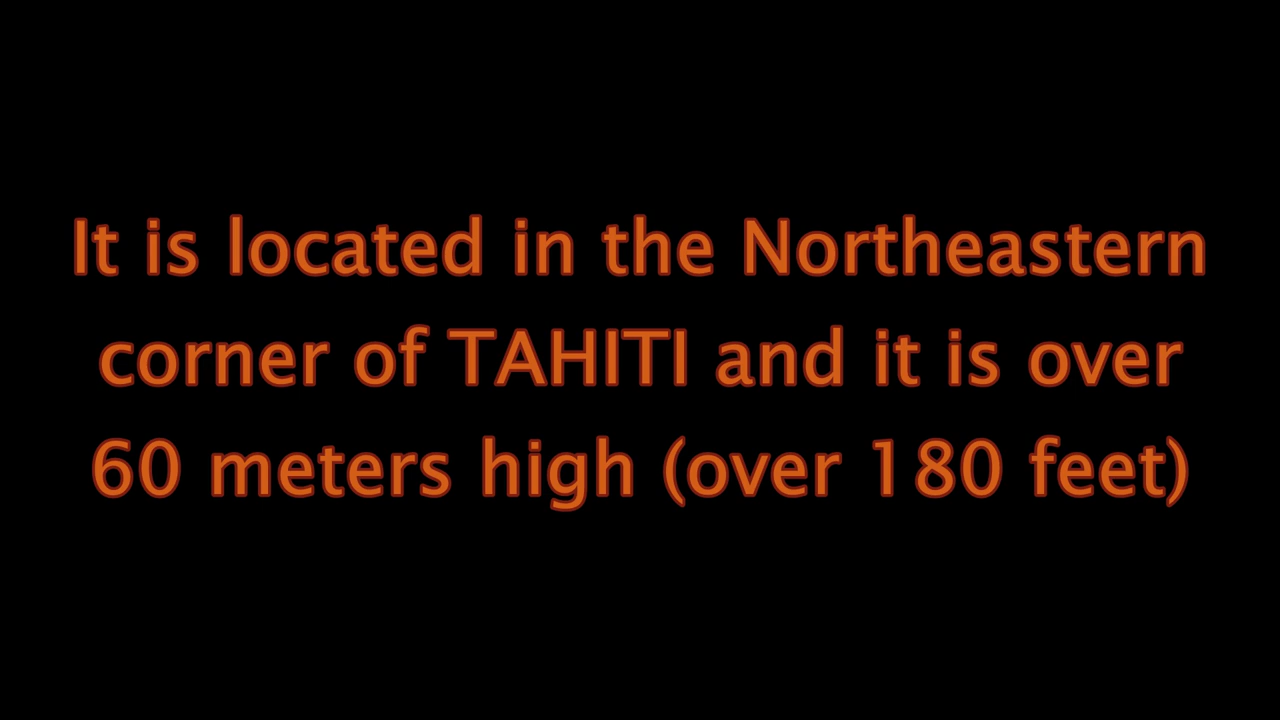 It is located in the Northeastern
corner of TAHITI and it is over
60 meters high (over 180 feet)